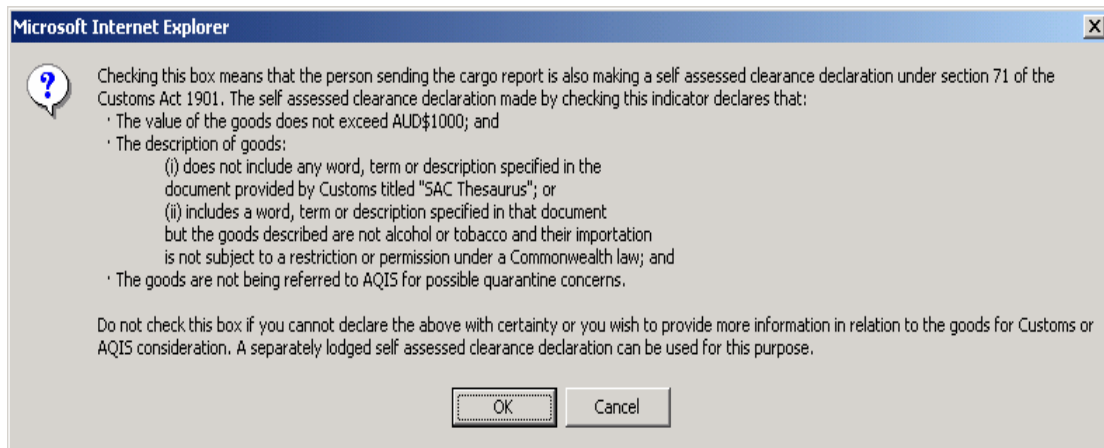 Microsoft Internet Explorer
Checking this box means that the person sending the cargo report is also making a self assessed clearance declaration under section 71 of the
Customs Act 1901. The self assessed clearance declaration made by checking this indicator declares that:
· The value of the goods does not exceed AUD$1000; and
· The description of goods:
(i) does not include any word, term or description specified in the
document provided by Customs titled "SAC Thesaurus"; or
(ii) includes a word, term or description specified in that document
but the goods described are not alcohol or tobacco and their importation
is not subject to a restriction or permission under a Commonwealth law; and
· The goods are not being referred to AQIS for possible quarantine concerns.
Do not check this box if you cannot declare the above with certainty or you wish to provide more information in relation to the goods for Customs or
AQIS consideration. A separately lodged self assessed clearance declaration can be used for this purpose.
OK Cancel